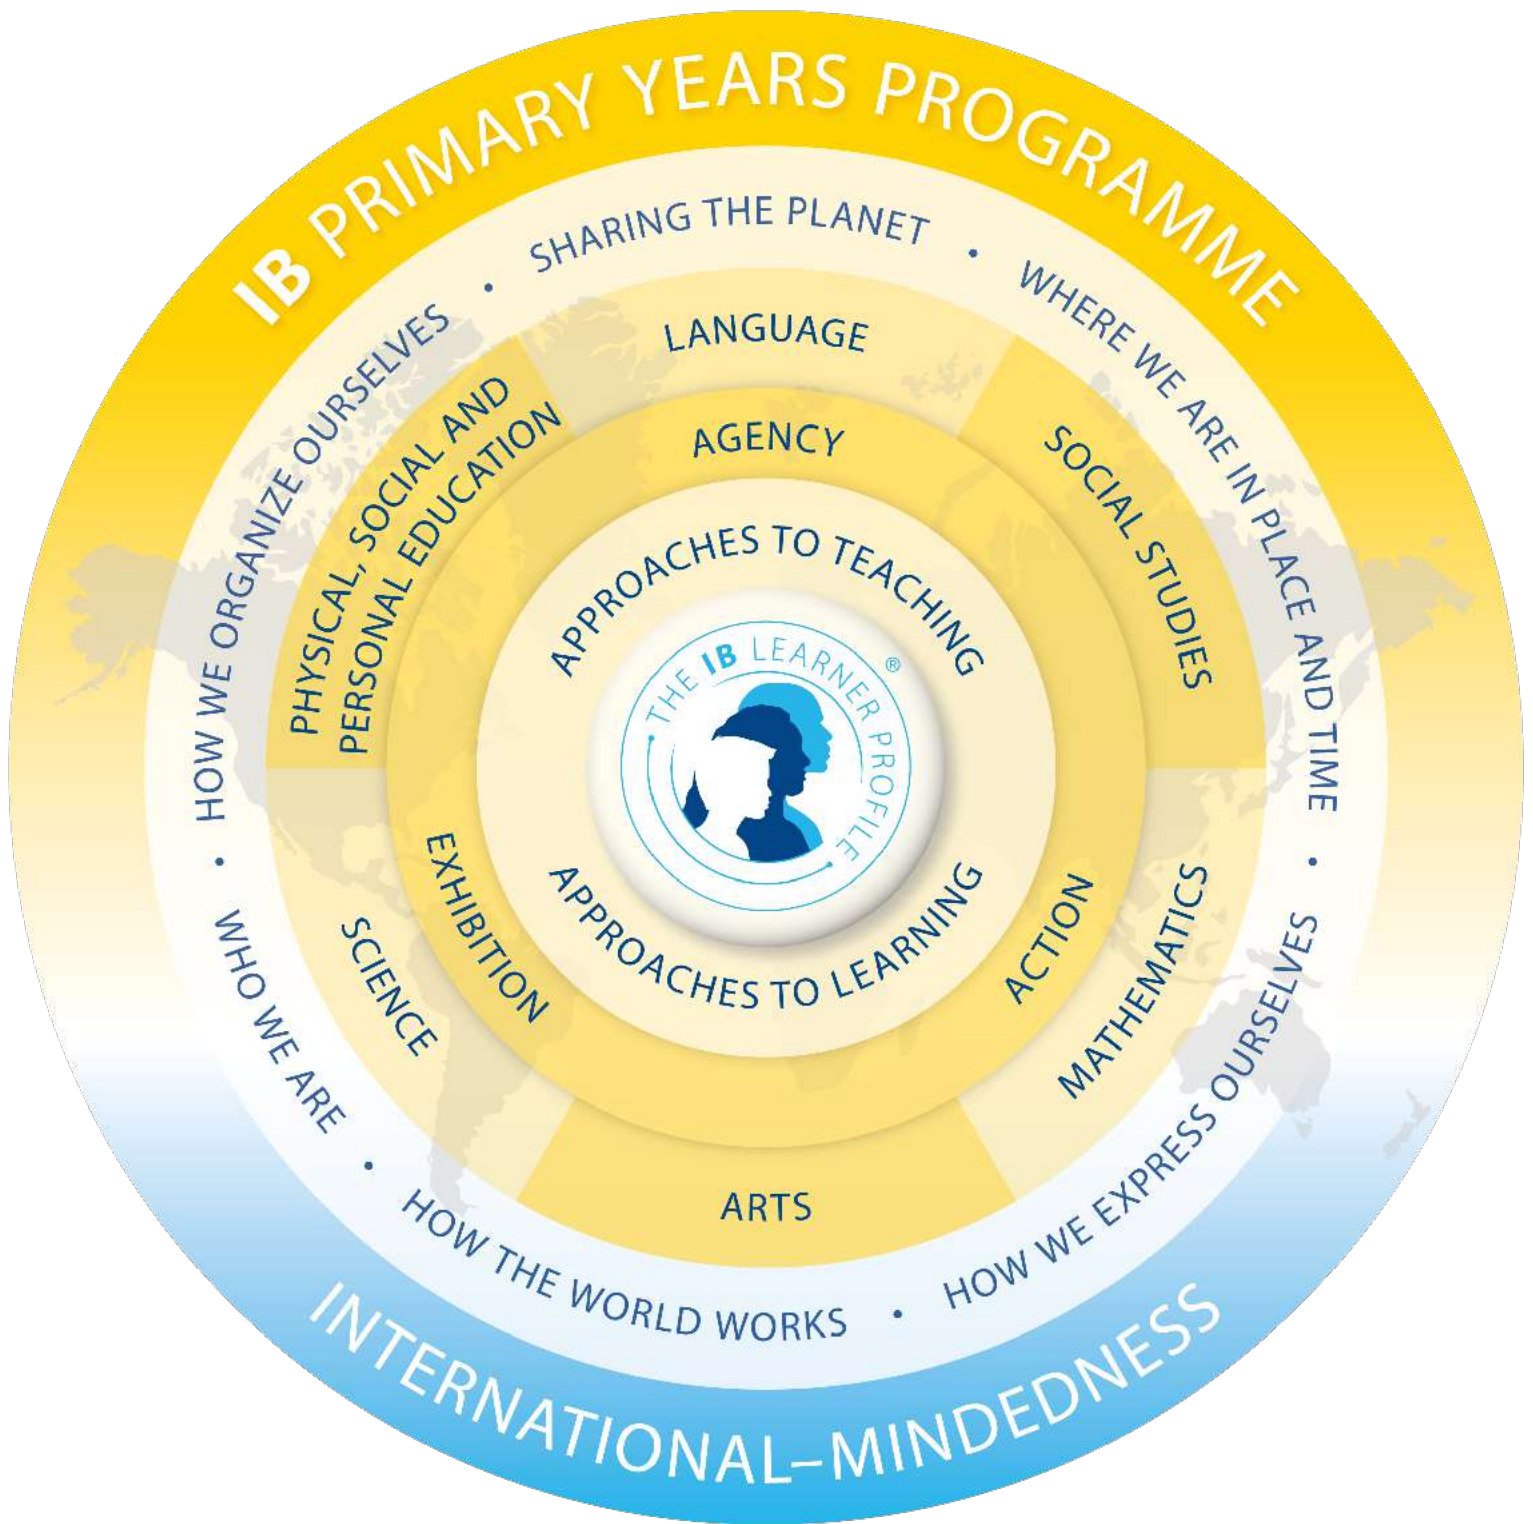 IB PRIMARY YEARS PROGRAMME
SHARING THE PLANET
•
WHERE WE ARE IN PLACE AND TIME
•
HOW WE EXPRESS OURSELVES
•
HOW THE WORLD WORKS
•
WHO WE ARE
•
HOW WE ORGANIZE OURSELVES
•
LANGUAGE
SOCIAL STUDIES
MATHEMATICS
ARTS
SCIENCE
PHYSICAL, SOCIAL AND
PERSONAL EDUCATION
AGENCY
ACTION
EXHIBITION
APPROACHES TO TEACHING
THE IB LEARNER PROFILE ®
APPROACHES TO LEARNING
INTERNATIONAL–MINDEDNESS